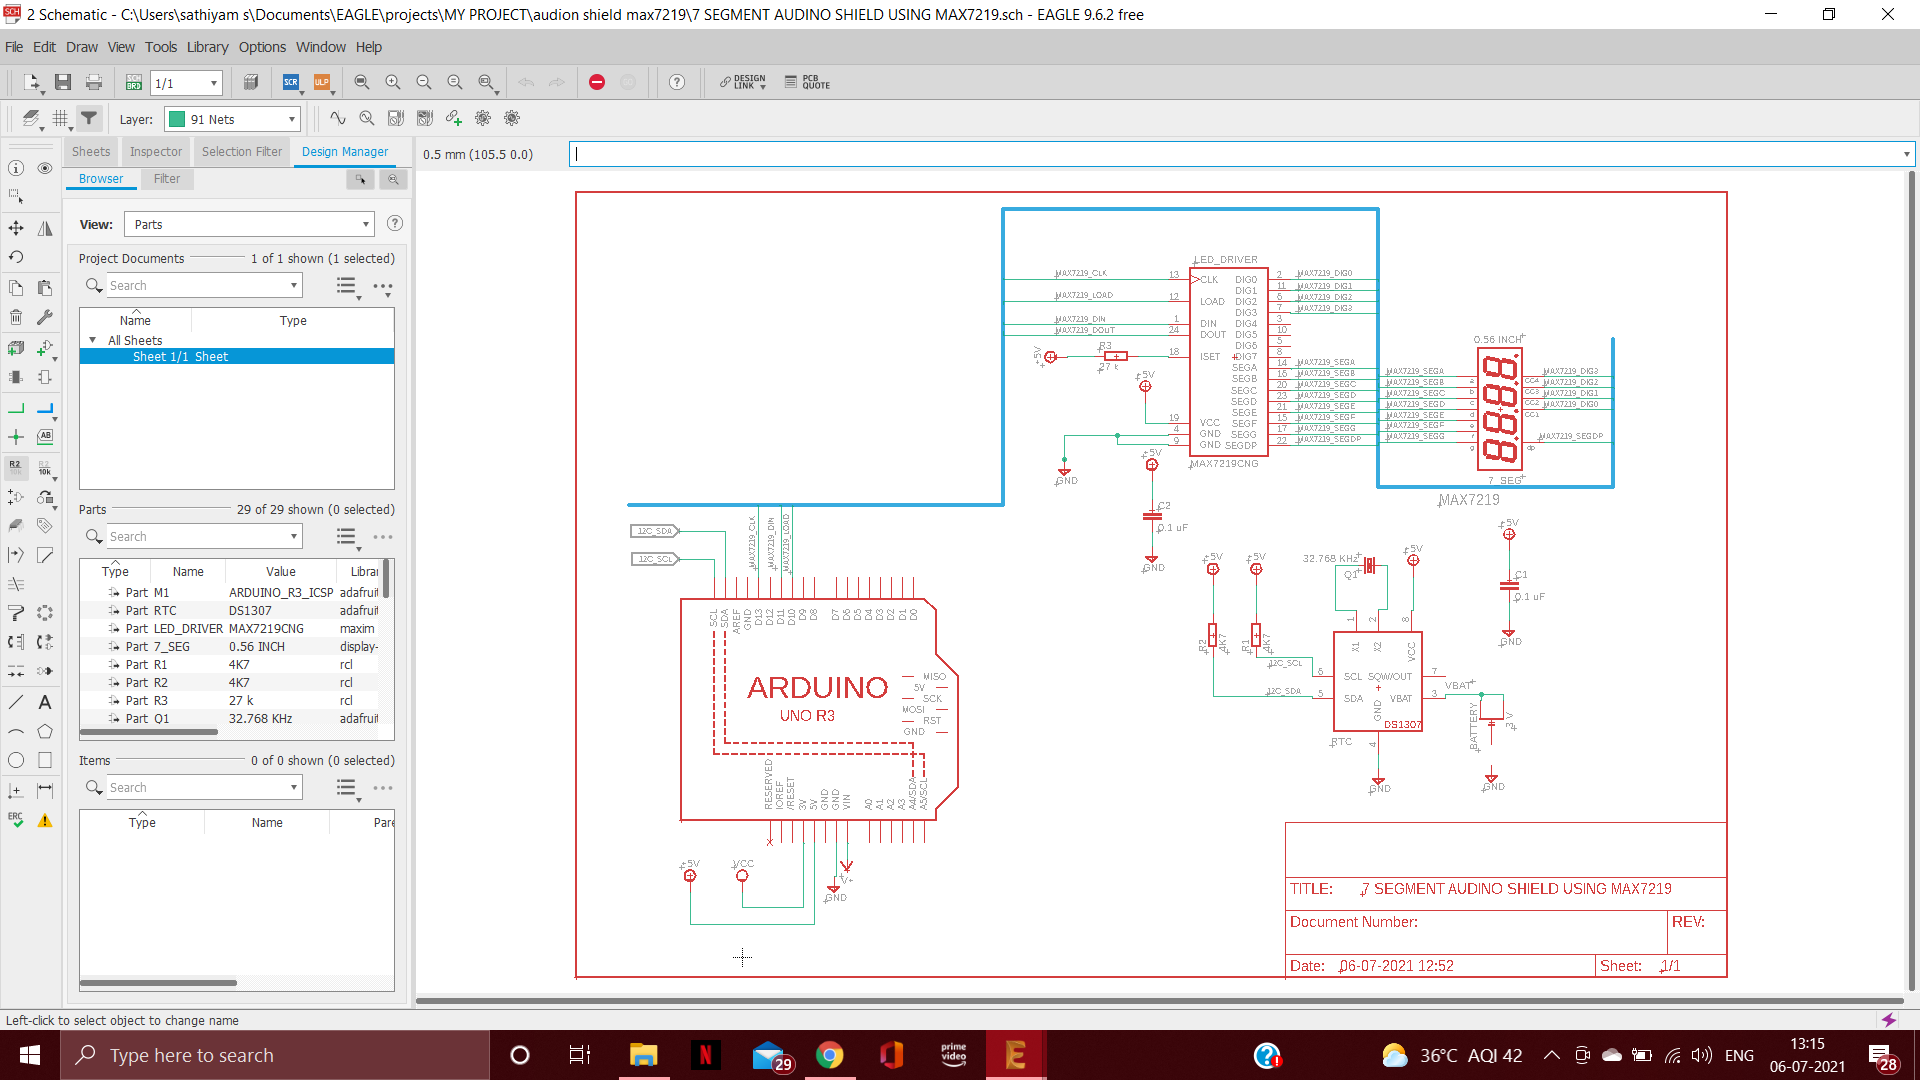 2 Schematic - C:\Users\sathiyam s\Documents\EAGLE\projects\MY PROJECT\audion shield max7219\7 SEGMENT AUDINO SHIELD USING MAX7219.sch - EAGLE 9.6.2 free
File Edit Draw View Tools Library Options Window Help
SCH BRD 1/1 SCR ULP DESIGN LINK PCB QUOTE
Layer: 91 Nets
Sheets Inspector Selection Filter Design Manager
0.5 mm (105.5 0.0)
Browser Filter
View: Parts
Project Documents 1 of 1 shown (1 selected)
Search
Name Type
All Sheets
Sheet 1/1 Sheet
Parts 29 of 29 shown (0 selected)
Search
Type Name Value Librar
Part M1 ARDUINO_R3_ICSP adafruit
Part RTC DS1307 adafruit
Part LED_DRIVER MAX7219CNG maxim
Part 7_SEG 0.56 INCH display-
Part R1 4K7 rcl
Part R2 4K7 rcl
Part R3 27 k rcl
Part Q1 32.768 KHz adafruit
Items 0 of 0 shown (0 selected)
Search
Type Name Pare
R2 10k
R2 10k
ERC
LED_DRIVER
MAX7219_CLK 13 CLK DIG0 2 MAX7219_DIG0
DIG1 11 MAX7219_DIG1
MAX7219_LOAD 12 LOAD DIG2 6 MAX7219_DIG2
DIG3 7 MAX7219_DIG3
MAX7219_DIN 1 DIN DIG4 3
MAX7219_DOUT 24 DOUT DIG5 10
DIG6 5
+5V R3 27 k 18 ISET DIG7 8
SEGA 14 MAX7219_SEGA
SEGB 16 MAX7219_SEGB
SEGC 20 MAX7219_SEGC
SEGD 23 MAX7219_SEGD
SEGE 21 MAX7219_SEGE
+5V 19 VCC SEGF 15 MAX7219_SEGF
4 GND SEGG 17 MAX7219_SEGG
9 GND SEGDP 22 MAX7219_SEGDP
MAX7219CNG
GND
0.56 INCH
MAX7219_SEGA a MAX7219_DIG3
MAX7219_SEGB b CC4 MAX7219_DIG2
MAX7219_SEGC c MAX7219_DIG1
MAX7219_SEGD d CC2 MAX7219_DIG0
MAX7219_SEGE e CC1
MAX7219_SEGF f
MAX7219_SEGG g dp MAX7219_SEGDP
8888
7_SEG
MAX7219
+5V
C2
0.1 uF
GND
+5V
C1
0.1 uF
GND
I2C_SDA
I2C_SCL
MAX7219_CLK
MAX7219_DIN
MAX7219_LOAD
SCL SDA AREF GND D13 D12 D11 D10 D9 D8 D7 D6 D5 D4 D3 D2 D1 D0
ARDUINO
UNO R3
MISO
5V
SCK
MOSI
RST
GND
RESERVED IOREF /RESET 3V 5V GND GND VIN A0 A1 A2 A3 A4/SDA A5/SCL
+5V VCC
V+
GND
+5V +5V
R2 4K7 R1 4K7
I2C_SCL
I2C_SDA
32.768 KHz
Q1
+5V
1 2 8
X1 X2 VCC
6 SCL SQW/OUT 7
5 SDA VBAT 3
GND
DS1307
RTC
4
GND
VBAT
BATTERY
3 V
GND
TITLE: 7 SEGMENT AUDINO SHIELD USING MAX7219
Document Number: REV:
Date: 06-07-2021 12:52 Sheet: 1/1
Left-click to select object to change name
Type here to search
29
prime video
36°C AQI 42
ENG
13:15
06-07-2021
28